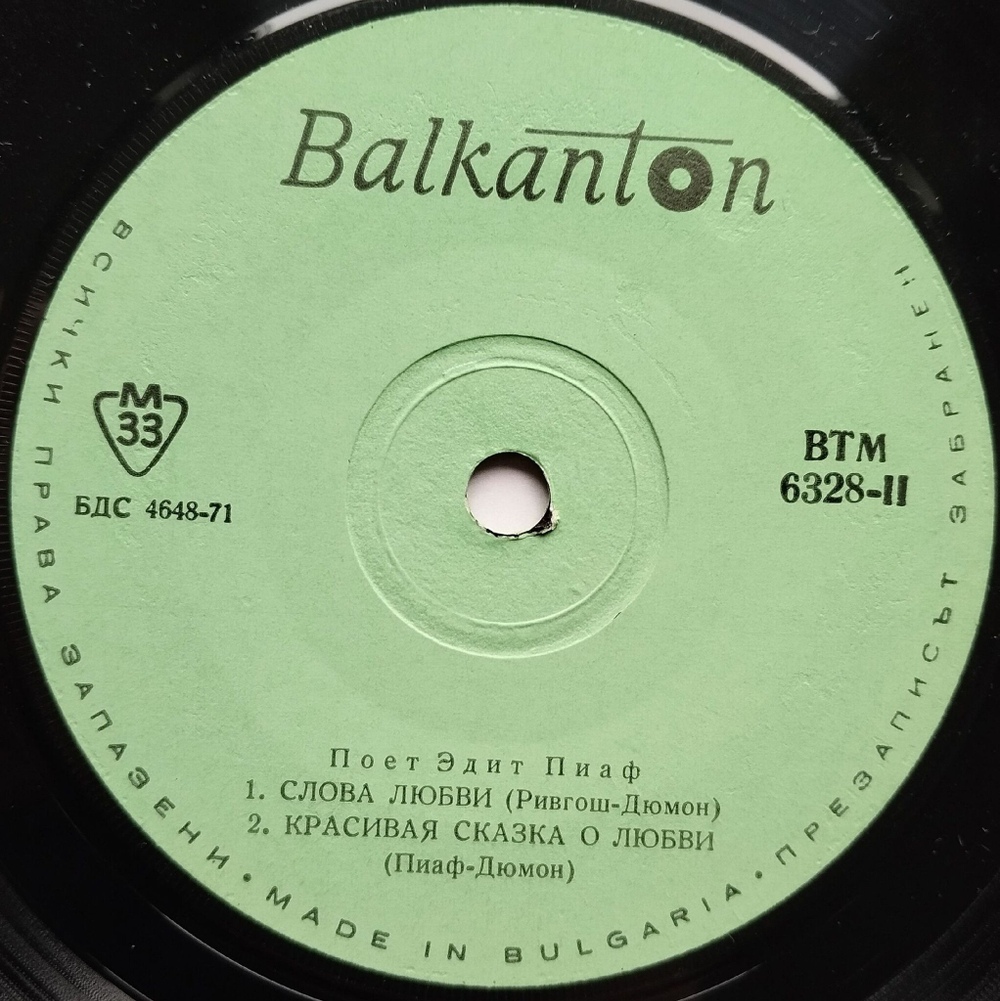 Balkanton
М
33
БДС 4648-71
ВТМ
6328-II
Поет Эдит Пиаф
1. СЛОВА ЛЮБВИ (Ривгош-Дюмон)
2. КРАСИВАЯ СКАЗКА О ЛЮБВИ
(Пиаф-Дюмон)
ВСИЧКИ ПРАВА ЗАПАЗЕНИ • MADE IN BULGARIA • ПРЕЗАПИСЪТ ЗАБРАНЕН